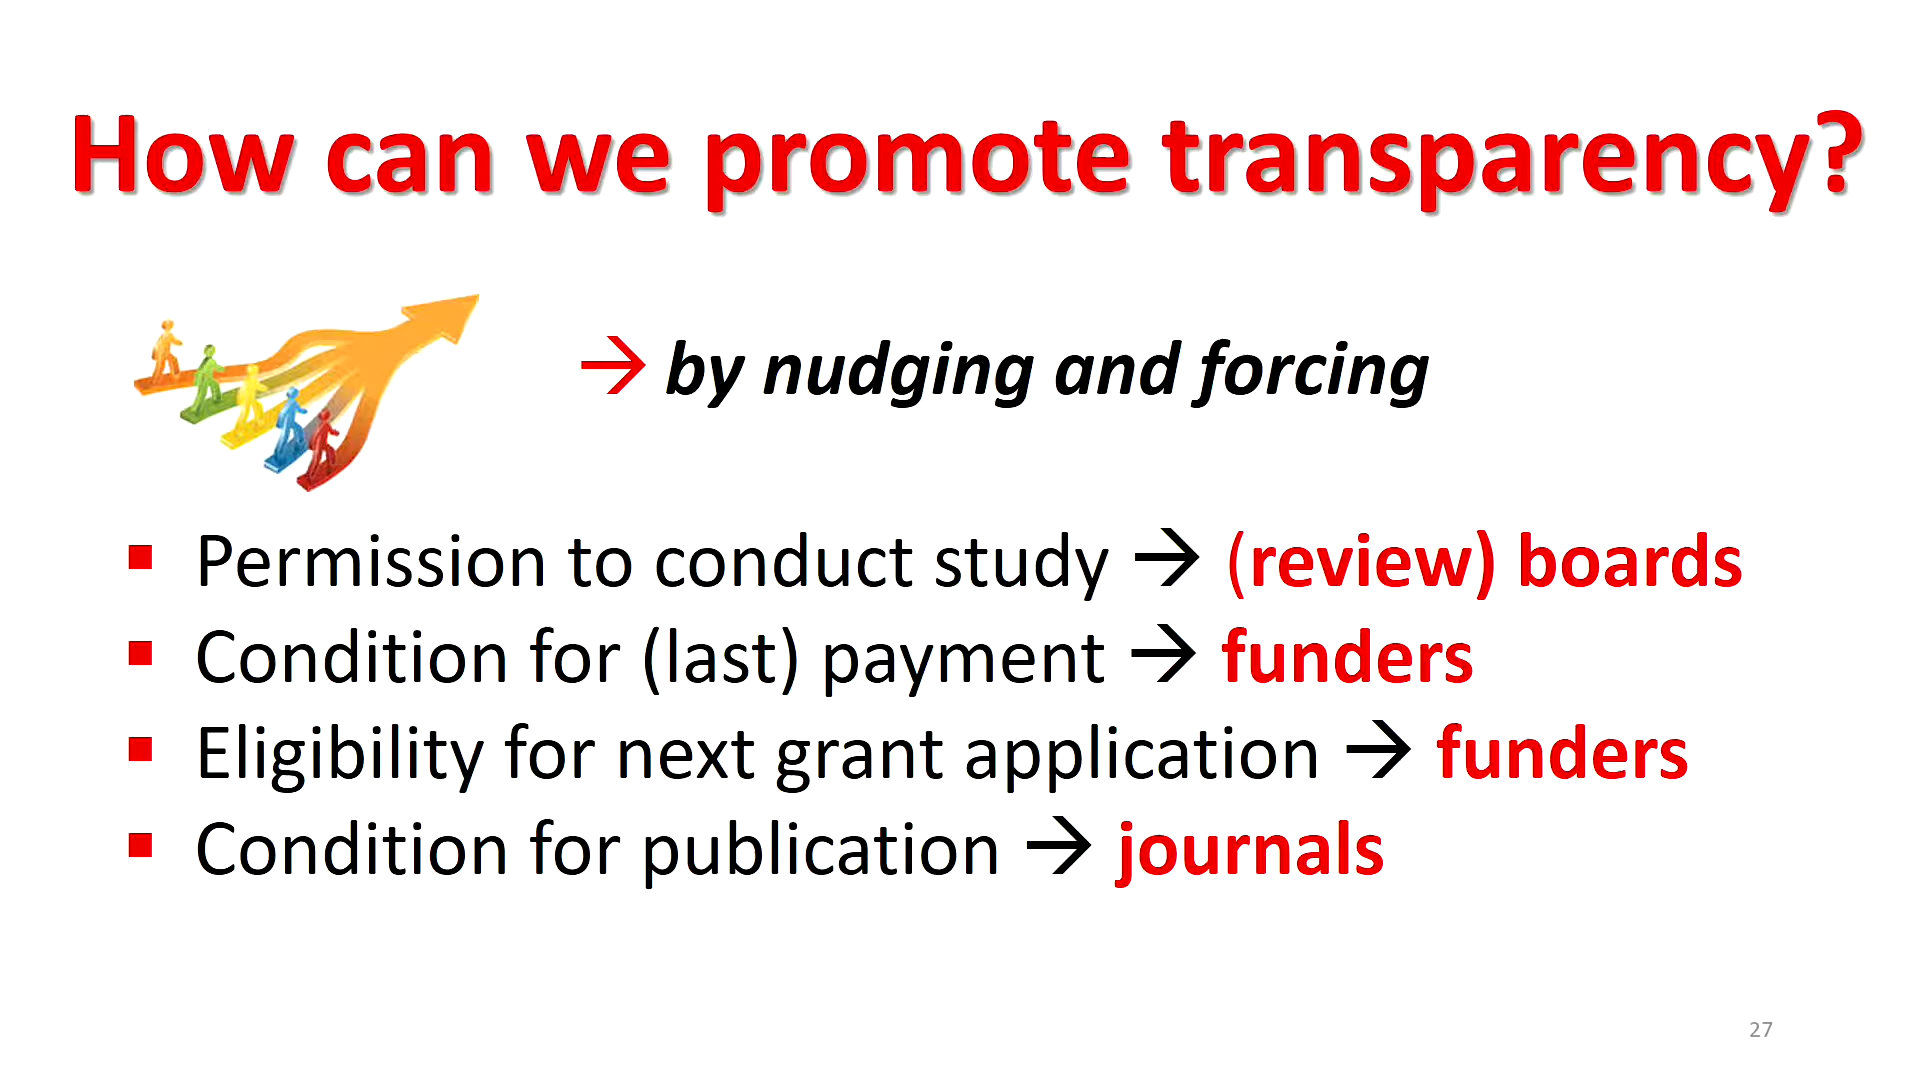 How can we promote transparency?
→ by nudging and forcing
▪ Permission to conduct study → (review) boards
▪ Condition for (last) payment → funders
▪ Eligibility for next grant application → funders
▪ Condition for publication → journals
27